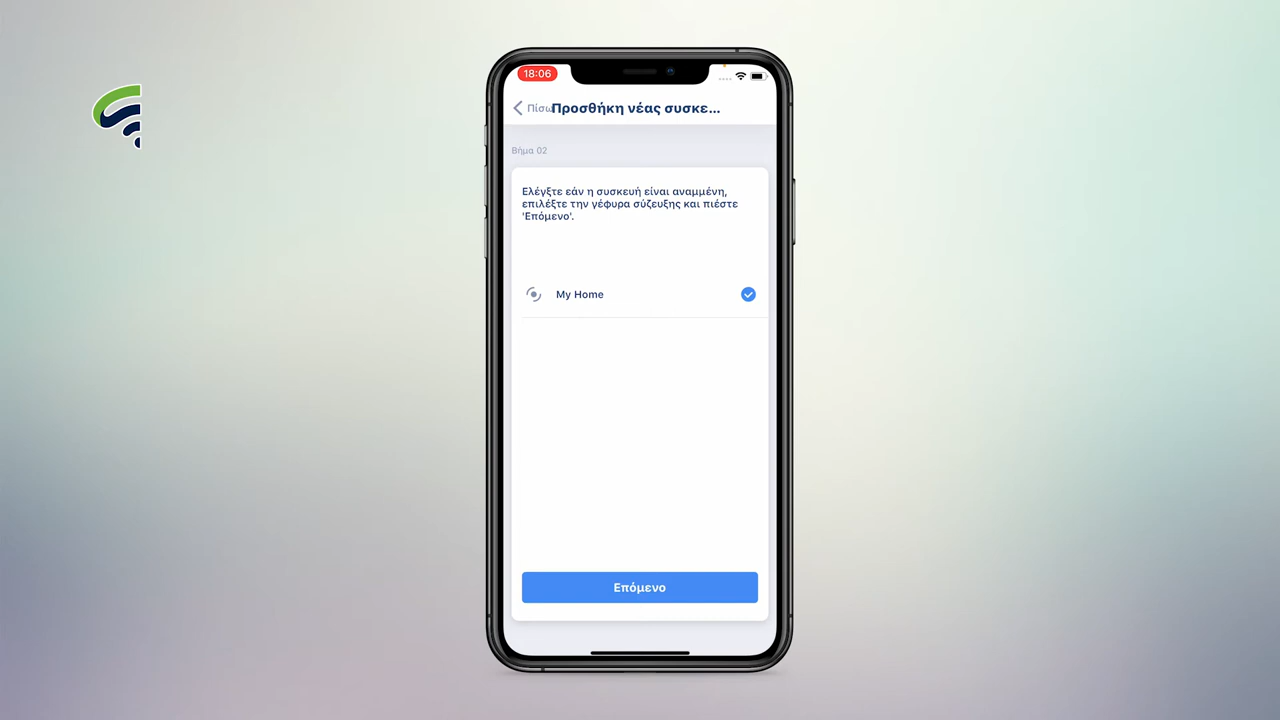 18:06
Πίσω
Προσθήκη νέας συσκε...
Βήμα 02
Ελέγξτε εάν η συσκευή είναι αναμμένη,
επιλέξτε την γέφυρα σύζευξης και πιέστε
'Επόμενο'.
My Home
Επόμενο